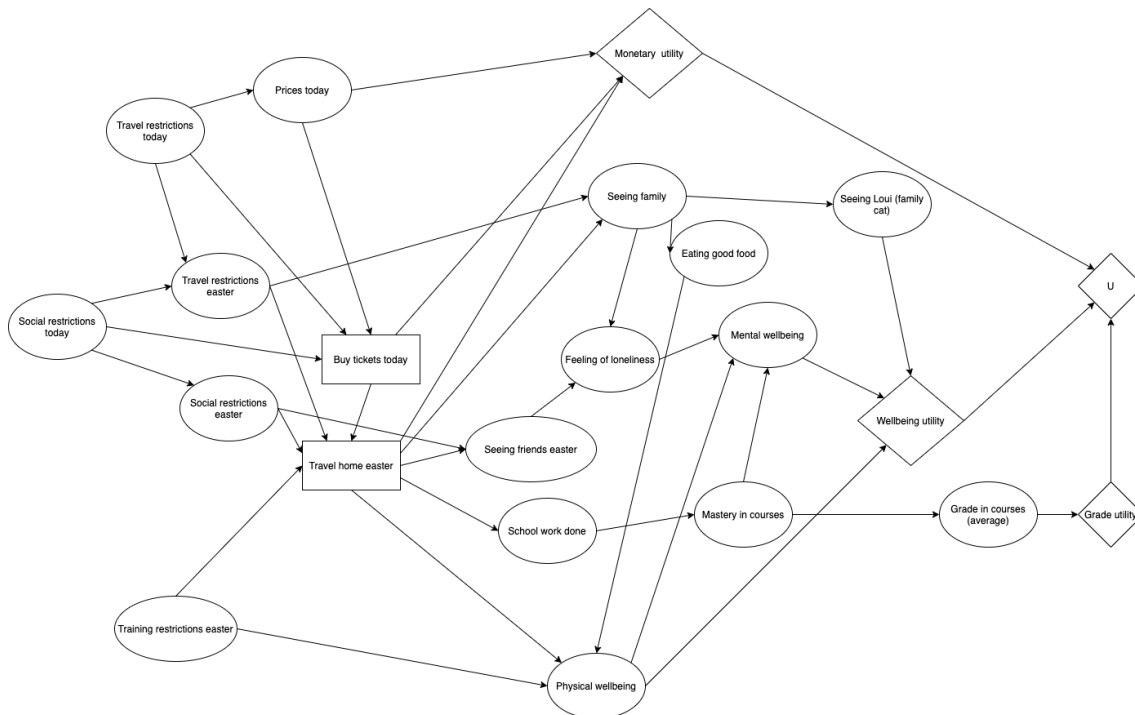 Monetary utility
Prices today
Travel restrictions
today
Seeing family
Seeing Loui (family
cat)
Eating good food
Travel restrictions
easter
U
Social restrictions
today
Buy tickets today
Mental wellbeing
Feeling of loneliness
Social restrictions
easter
Wellbeing utility
Seeing friends easter
Travel home easter
School work done
Mastery in courses
Grade in courses
(average)
Grade utility
Training restrictions easter
Physical wellbeing